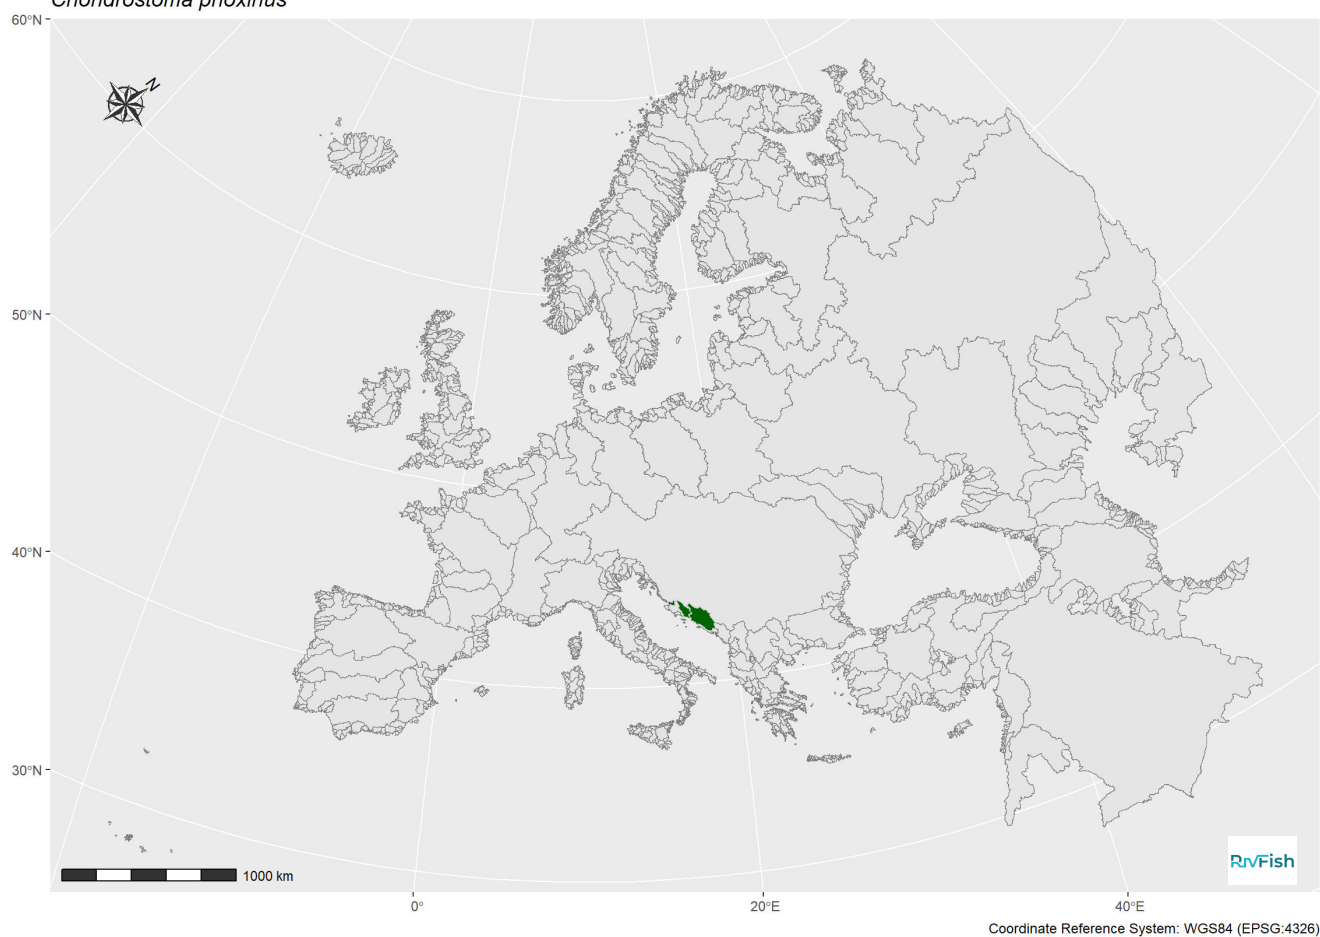 Chondrostoma phoxinus
60°N
N
50°N
40°N
30°N
1000 km
RivFish
0°
20°E
40°E
Coordinate Reference System: WGS84 (EPSG:4326)